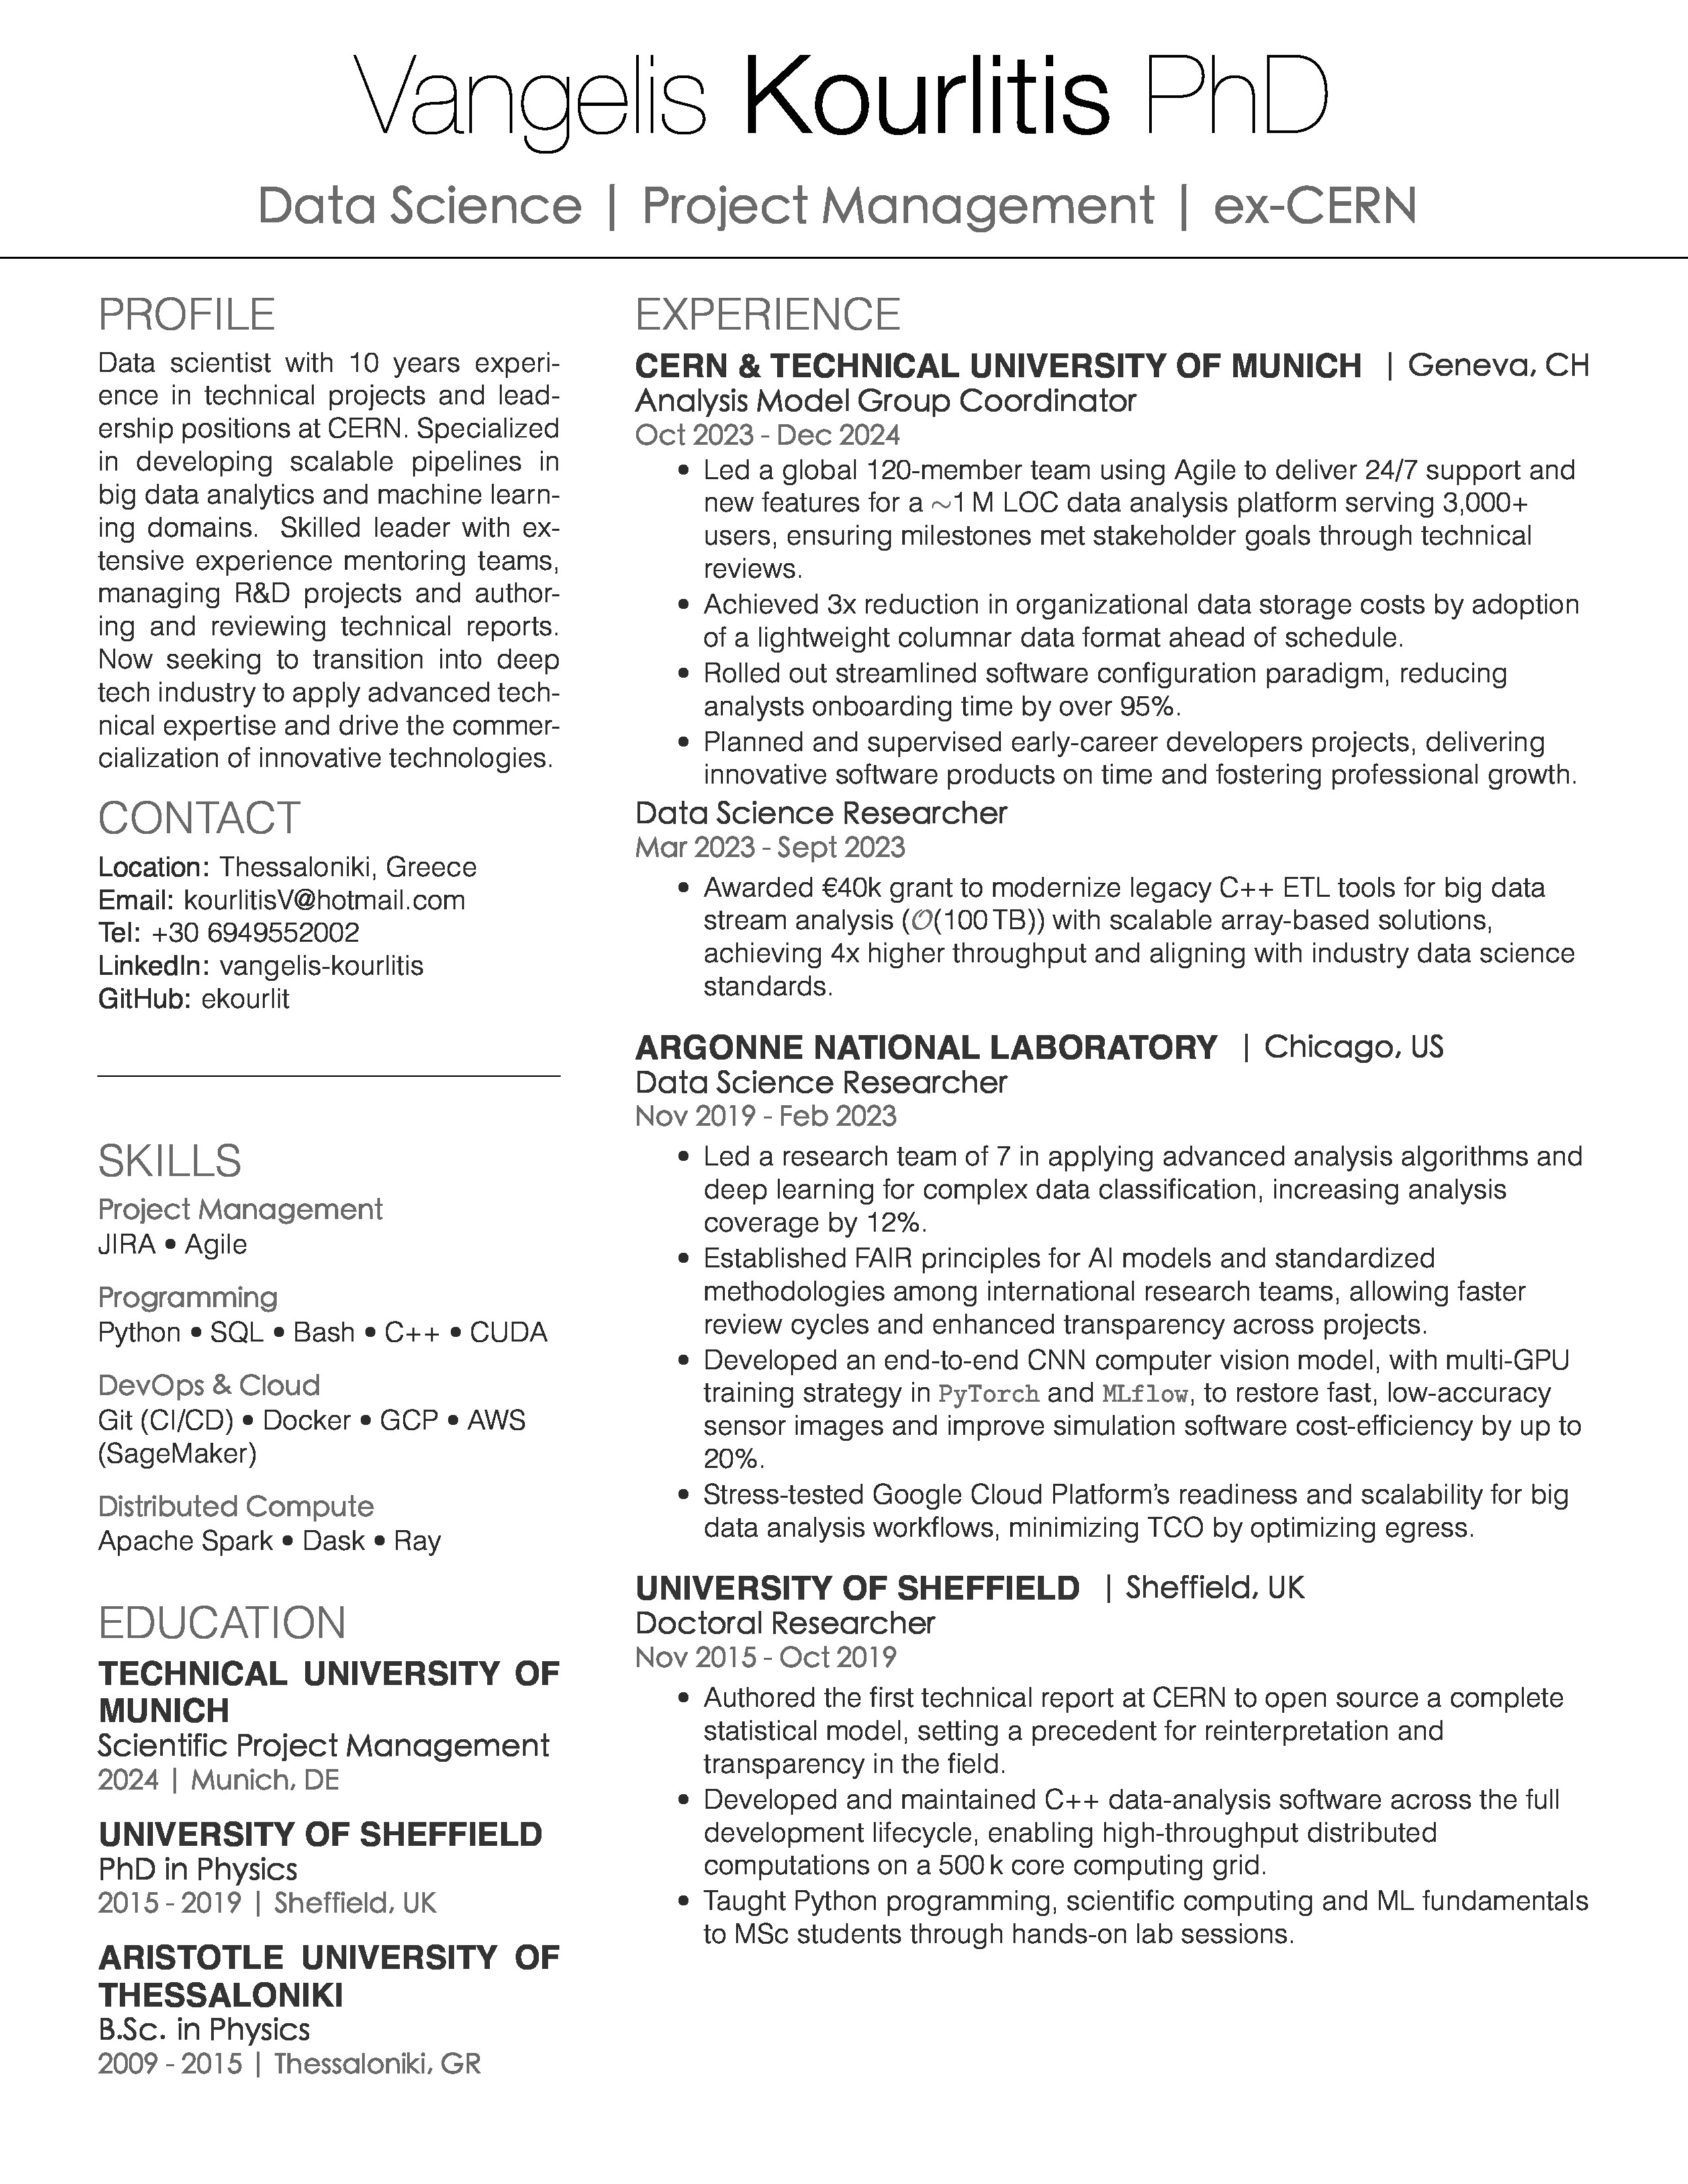 Vangelis Kourlitis PhD
Data Science | Project Management | ex-CERN
PROFILE
Data scientist with 10 years experi-
ence in technical projects and lead-
ership positions at CERN. Specialized
in developing scalable pipelines in
big data analytics and machine learn-
ing domains. Skilled leader with ex-
tensive experience mentoring teams,
managing R&D projects and author-
ing and reviewing technical reports.
Now seeking to transition into deep
tech industry to apply advanced tech-
nical expertise and drive the commer-
cialization of innovative technologies.
CONTACT
Location: Thessaloniki, Greece
Email: kourlitisV@hotmail.com
Tel: +30 6949552002
LinkedIn: vangelis-kourlitis
GitHub: ekourlit
SKILLS
Project Management
JIRA • Agile
Programming
Python • SQL • Bash • C++ • CUDA
DevOps & Cloud
Git (CI/CD) • Docker • GCP • AWS
(SageMaker)
Distributed Compute
Apache Spark • Dask • Ray
EDUCATION
TECHNICAL UNIVERSITY OF
MUNICH
Scientific Project Management
2024 | Munich, DE
UNIVERSITY OF SHEFFIELD
PhD in Physics
2015 - 2019 | Sheffield, UK
ARISTOTLE UNIVERSITY OF
THESSALONIKI
B.Sc. in Physics
2009 - 2015 | Thessaloniki, GR
EXPERIENCE
CERN & TECHNICAL UNIVERSITY OF MUNICH | Geneva, CH
Analysis Model Group Coordinator
Oct 2023 - Dec 2024
• Led a global 120-member team using Agile to deliver 24/7 support and
new features for a ~1 M LOC data analysis platform serving 3,000+
users, ensuring milestones met stakeholder goals through technical
reviews.
• Achieved 3x reduction in organizational data storage costs by adoption
of a lightweight columnar data format ahead of schedule.
• Rolled out streamlined software configuration paradigm, reducing
analysts onboarding time by over 95%.
• Planned and supervised early-career developers projects, delivering
innovative software products on time and fostering professional growth.
Data Science Researcher
Mar 2023 - Sept 2023
• Awarded €40k grant to modernize legacy C++ ETL tools for big data
stream analysis (𝒪(100 TB)) with scalable array-based solutions,
achieving 4x higher throughput and aligning with industry data science
standards.
ARGONNE NATIONAL LABORATORY | Chicago, US
Data Science Researcher
Nov 2019 - Feb 2023
• Led a research team of 7 in applying advanced analysis algorithms and
deep learning for complex data classification, increasing analysis
coverage by 12%.
• Established FAIR principles for AI models and standardized
methodologies among international research teams, allowing faster
review cycles and enhanced transparency across projects.
• Developed an end-to-end CNN computer vision model, with multi-GPU
training strategy in PyTorch and MLflow, to restore fast, low-accuracy
sensor images and improve simulation software cost-efficiency by up to
20%.
• Stress-tested Google Cloud Platform's readiness and scalability for big
data analysis workflows, minimizing TCO by optimizing egress.
UNIVERSITY OF SHEFFIELD | Sheffield, UK
Doctoral Researcher
Nov 2015 - Oct 2019
• Authored the first technical report at CERN to open source a complete
statistical model, setting a precedent for reinterpretation and
transparency in the field.
• Developed and maintained C++ data-analysis software across the full
development lifecycle, enabling high-throughput distributed
computations on a 500 k core computing grid.
• Taught Python programming, scientific computing and ML fundamentals
to MSc students through hands-on lab sessions.